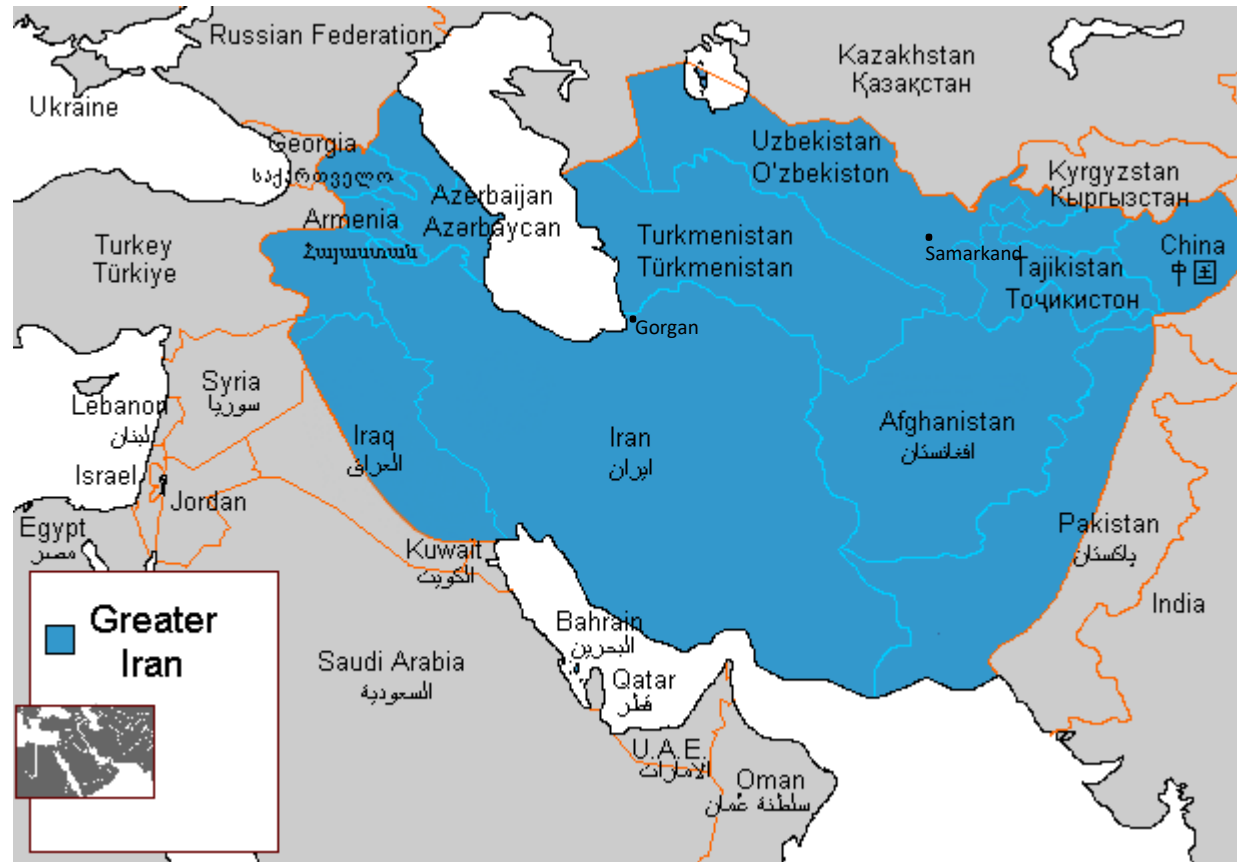 Russian Federation
Ukraine
Kazakhstan
Қазақстан
Georgia
საქართველო
Uzbekistan
O'zbekiston
Kyrgyzstan
Кыргызстан
Azerbaijan
Azərbaycan
Armenia
Հայաստան
Turkey
Türkiye
Turkmenistan
Türkmenistan
Samarkand
Tajikistan
Тоҷикистон
China
中国
Gorgan
Syria
سوريا
Lebanon
لبنان
Israel
Jordan
Iraq
العراق
Iran
ایران
Afghanistan
افغانستان
Egypt
مصر
Kuwait
الكويت
Pakistan
پاکستان
India
Bahrain
البحرين
Saudi Arabia
السعودية
Qatar
قطر
U.A.E.
الامارات
Oman
سلطنة عُمان
Greater
Iran